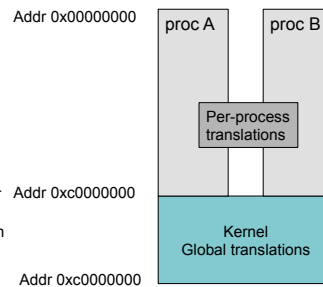 Addr 0x00000000
proc A
proc B
Per-process
translations
Addr 0xc0000000
Kernel
Global translations
Addr 0xc0000000